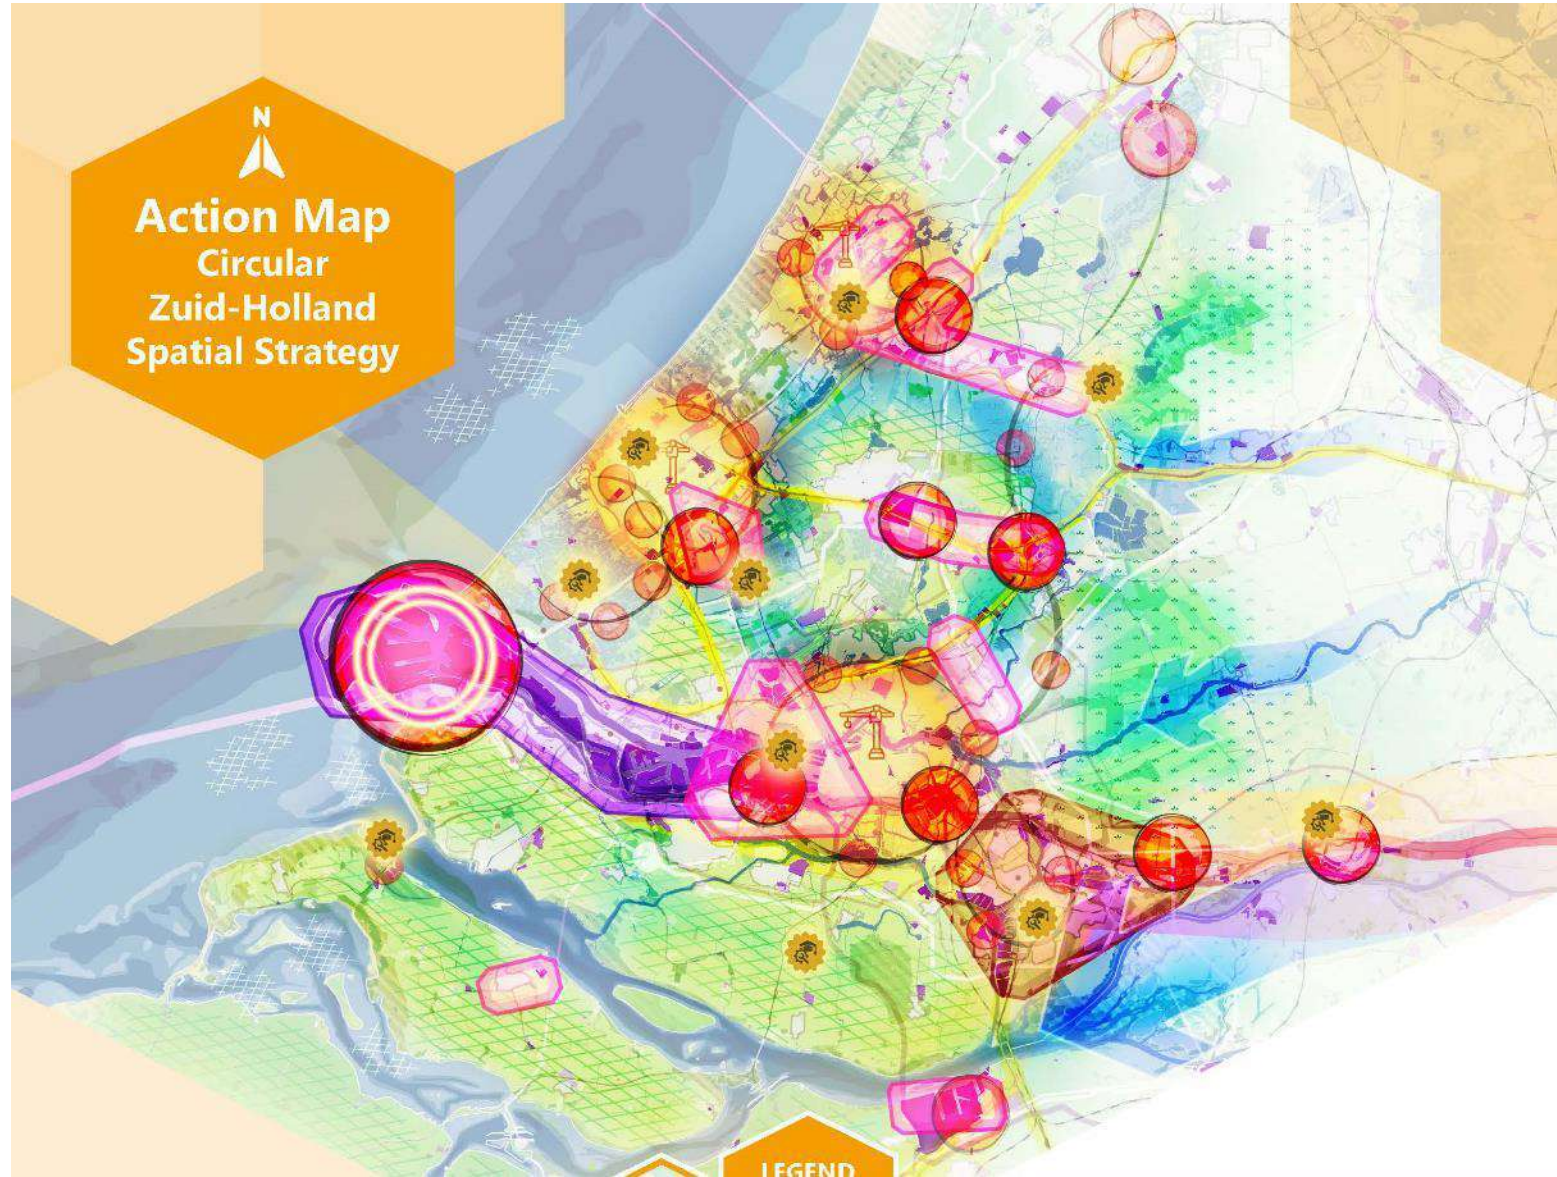 N
Action Map
Circular
Zuid-Holland
Spatial Strategy
LEGEND